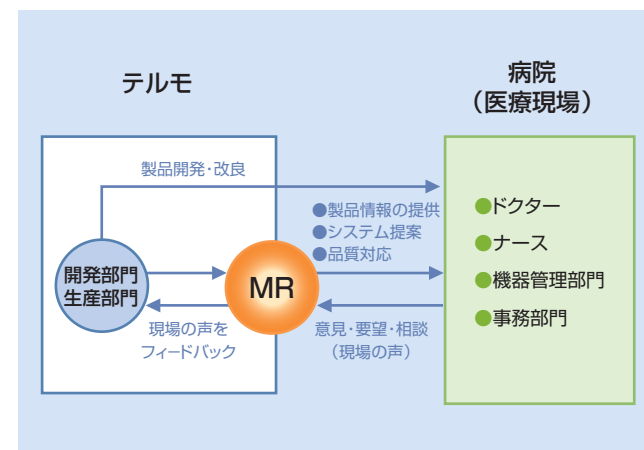 テルモ
病院
（医療現場）
製品開発・改良
●製品情報の提供
●システム提案
●品質対応
開発部門
生産部門
MR
現場の声を
フィードバック
意見・要望・相談
（現場の声）
●ドクター
●ナース
●機器管理部門
●事務部門